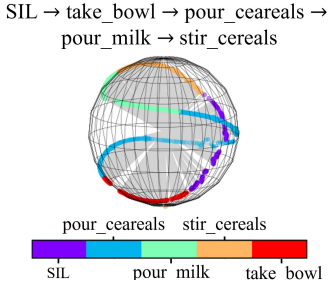 SIL → take_bowl → pour_ceareals →
pour_milk → stir_cereals
pour_ceareals stir_cereals
SIL pour_milk take_bowl